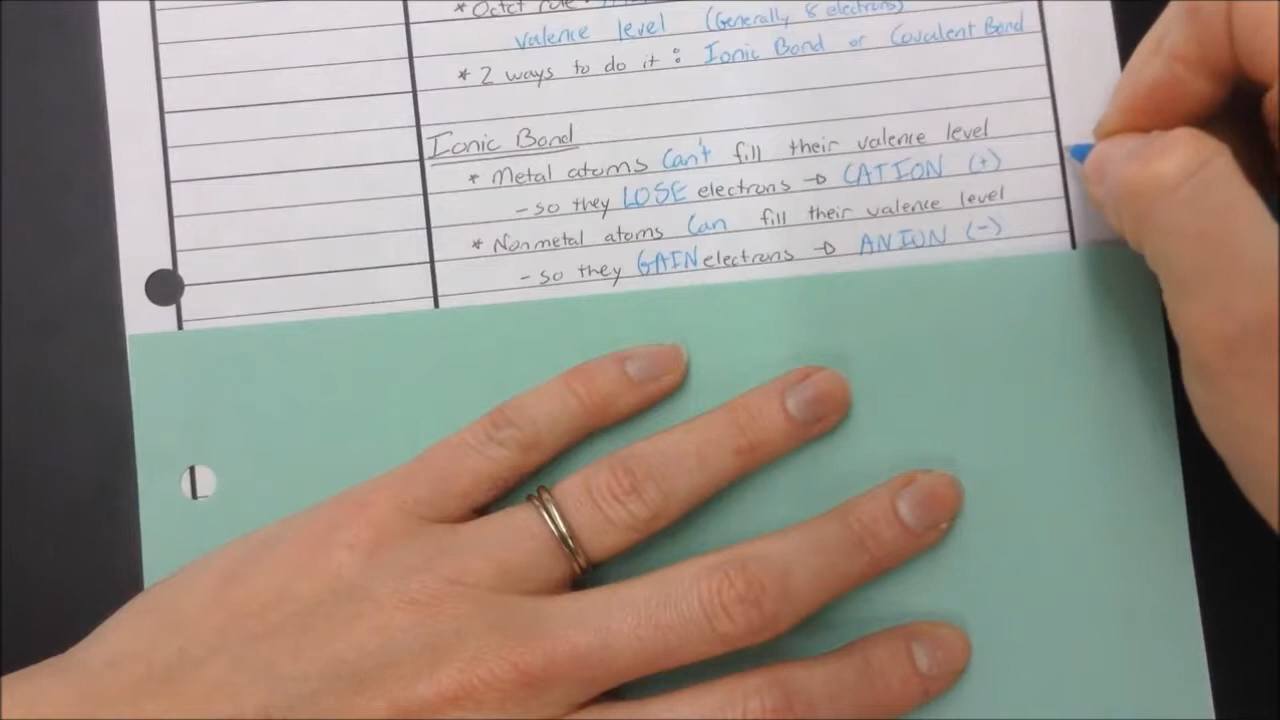 * Octet rule:
valence level (Generally 8 electrons)
* 2 ways to do it: Ionic Bond or Covalent Bond
Ionic Bond
* Metal atoms can't fill their valence level
- so they LOSE electrons → CATION (+)
* Nonmetal atoms can fill their valence level
- so they GAIN electrons → ANION (-)